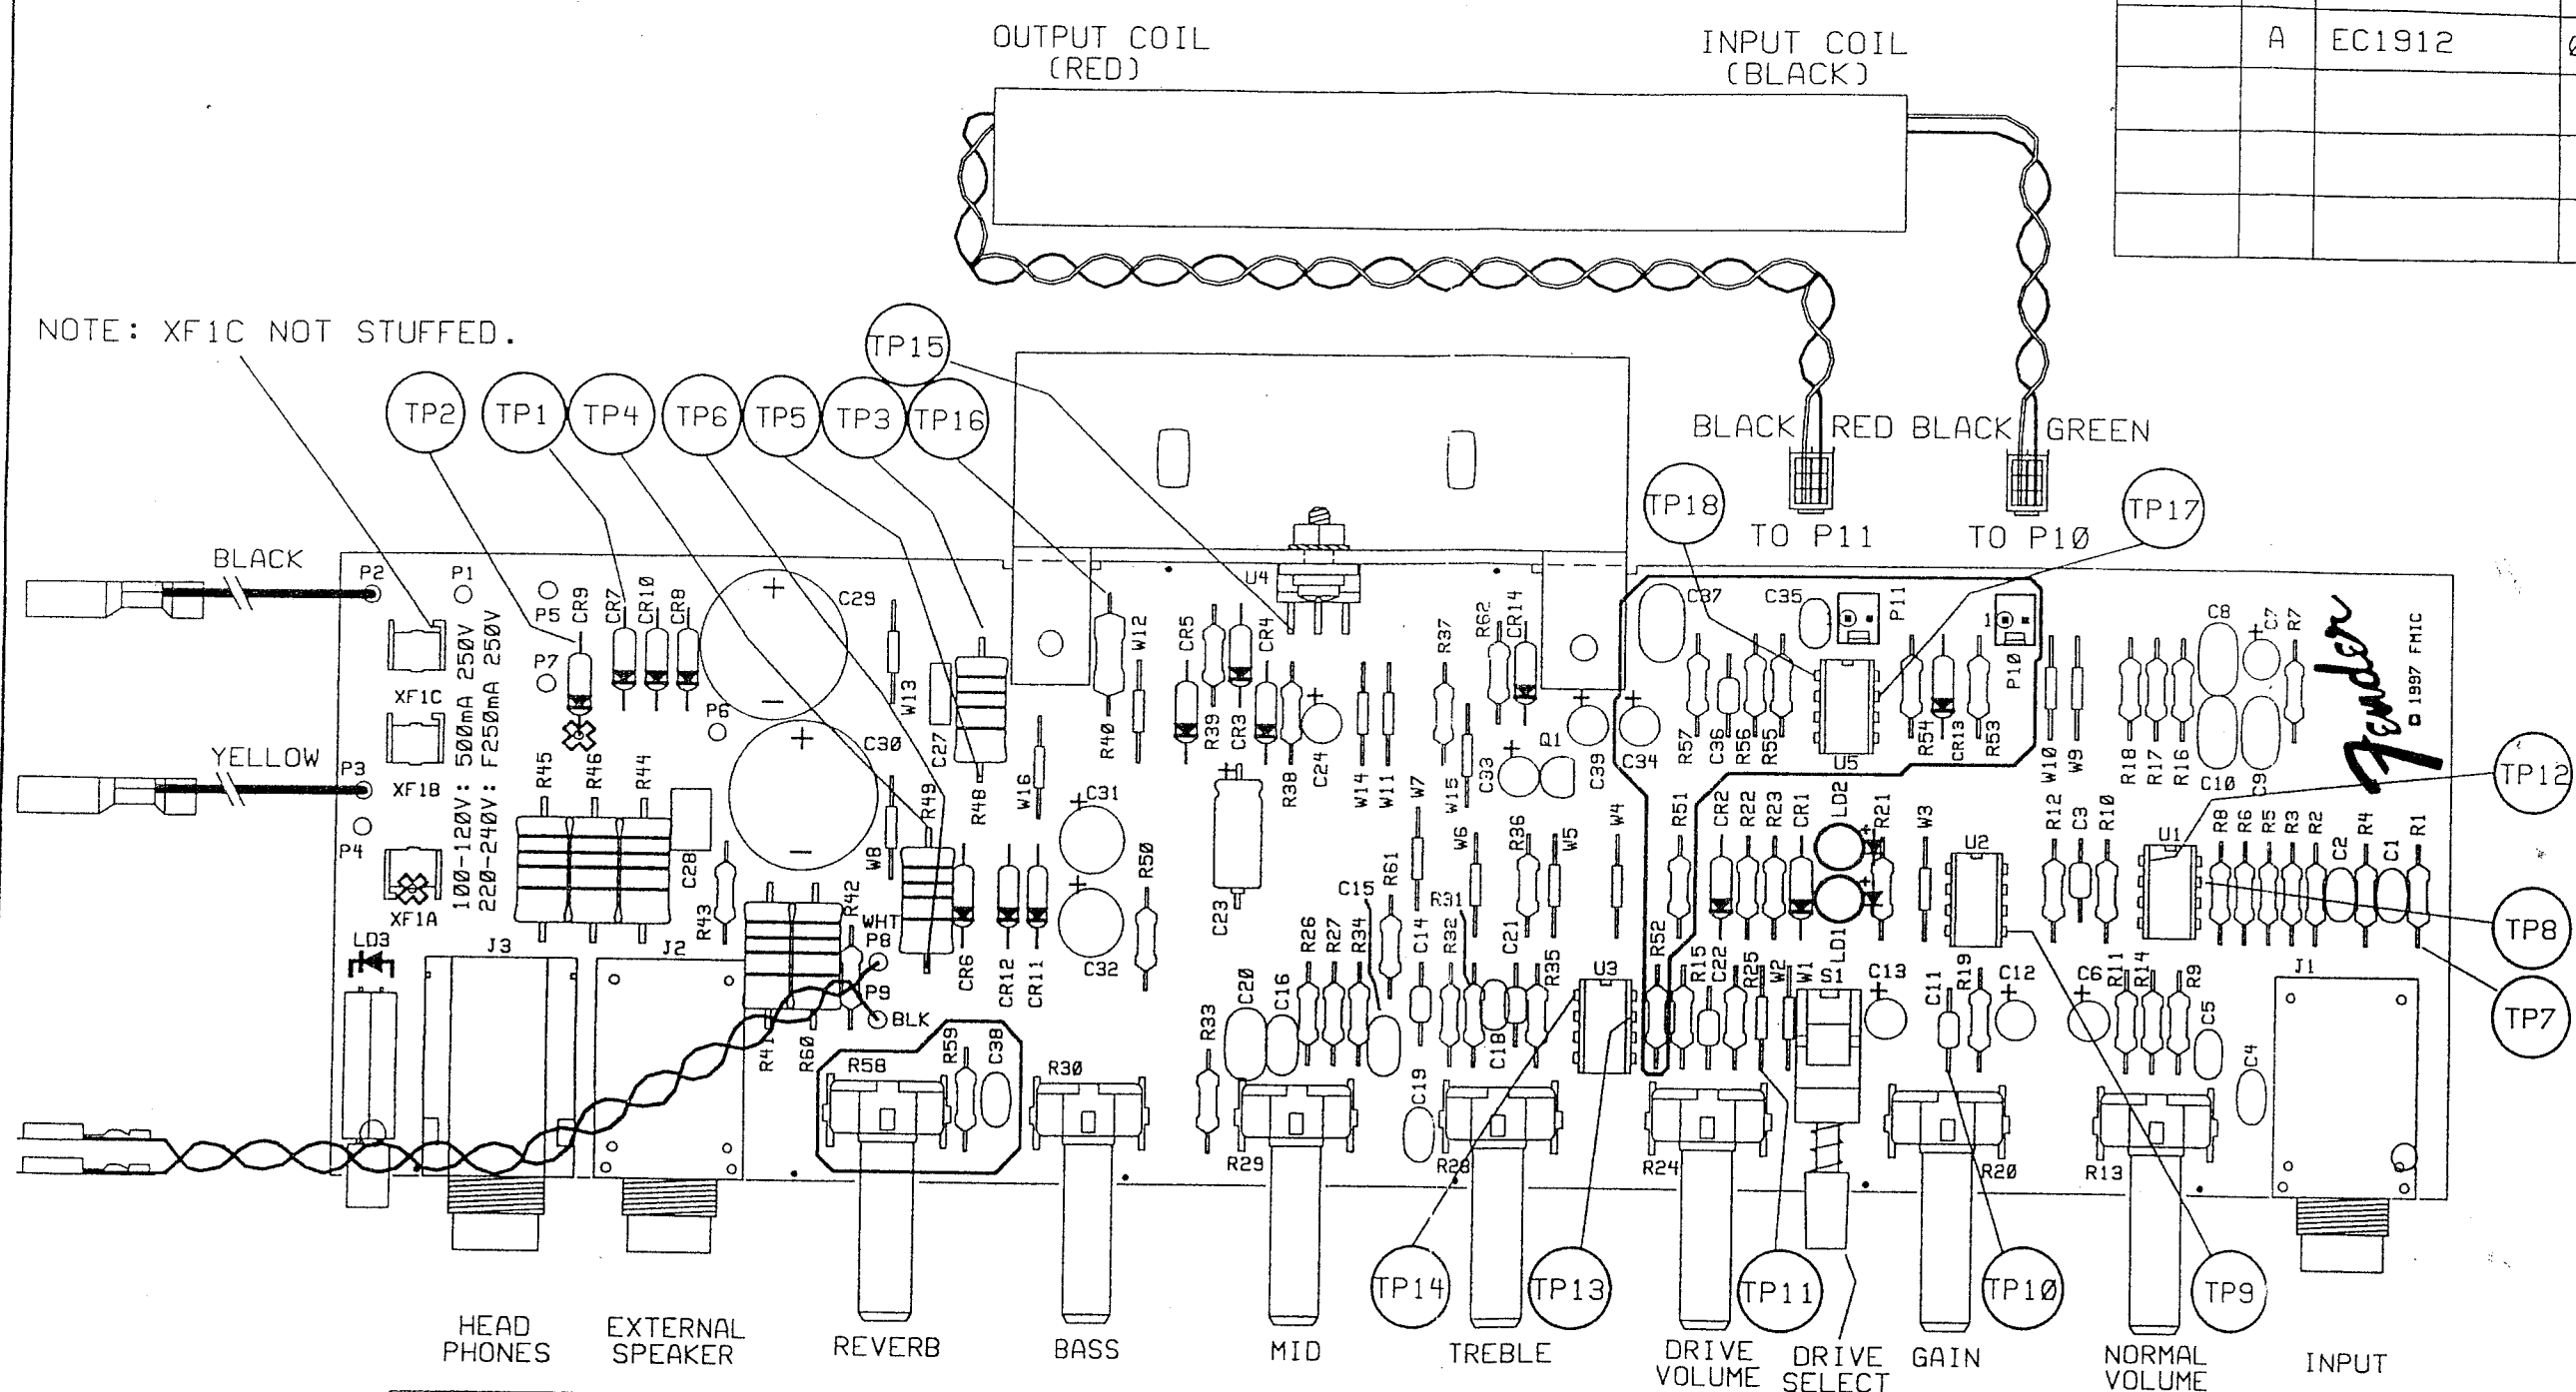 OUTPUT COIL
(RED)
INPUT COIL
(BLACK)
A EC1912
NOTE: XF1C NOT STUFFED.
TP15
TP2 TP1 TP4 TP6 TP5 TP3 TP16
BLACK RED BLACK GREEN
TP18 TP17
TO P11 TO P10
BLACK
P2 P1 P5 CR9 CR7 CR10 CR8 C29 W12 CR5 U4 CR4 R37 R62 CR14 C37 C35 P11 1 P10 C8 C7 R7
P7 XF1C P6 W13 C27 R40 R39 CR3 R38 C24 W14 W11 W15 C33 Q1 C39 C34 R57 C36 R56 R55 U5 R54 CR13 R53 W10 W9 R18 R17 R16 C10 C9
100-120V: 500mA 250V
220-240V: F250mA 250V
Fender
© 1997 FMIC
YELLOW
P3 XF1B P4 R45 R46 R44 C30 W8 R49 R48 W16 C31 W7 W6 R36 W5 W4 R51 CR2 R22 R23 CR1 LD2 R21 W3 U2 R12 C3 R10 U1 R8 R6 R5 R3 R2 C2 R4 C1 R1
TP12
XF1A C28 R43 R42 WHT P8 CR6 CR12 CR11 C32 R50 C23 R26 R27 R34 C15 R61 C14 R31 R32 C21 R35 U3 R52 R15 C22 R25 W2 W1 LD1 S1 C13 C11 R19 C12 C6 R11 R14 R9 C5 C4 J1
TP8
TP7
LD3 J3 J2 P9 BLK R41 R60 R58 R59 C38 R30 R33 C20 C16 R29 C19 C18 R28 R24 R20 R13
TP14 TP13 TP11 TP10 TP9
HEAD
PHONES
EXTERNAL
SPEAKER
REVERB
BASS
MID
TREBLE
DRIVE
VOLUME
DRIVE
SELECT
GAIN
NORMAL
VOLUME
INPUT